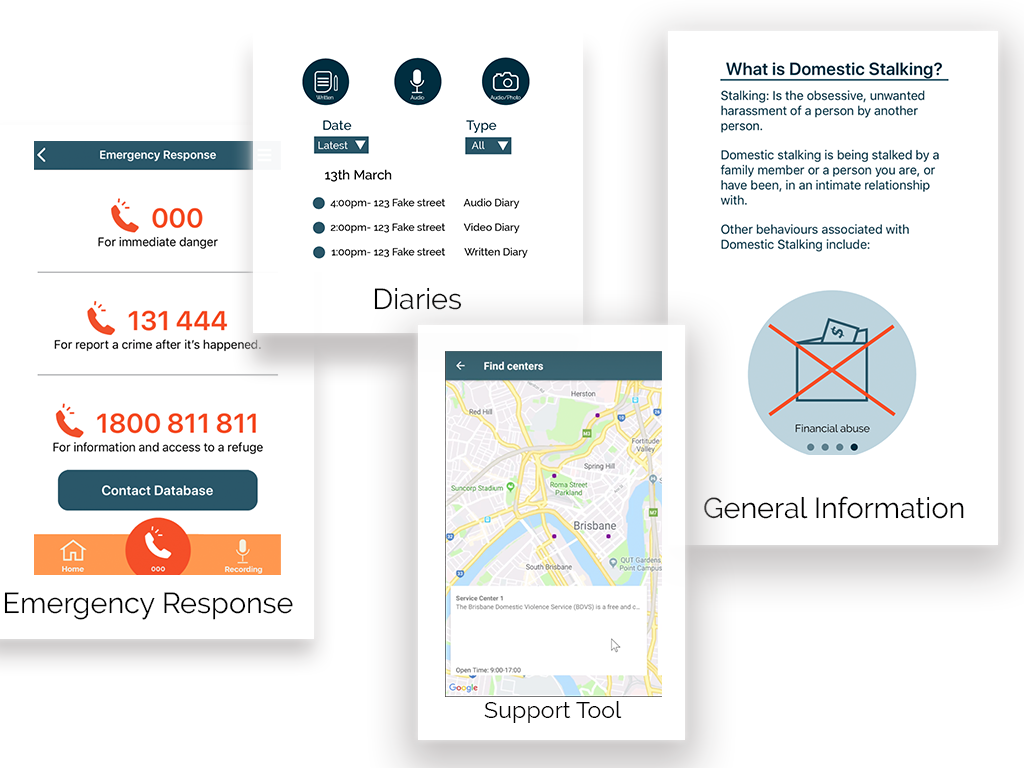 Emergency Response
000
For immediate danger
131 444
For report a crime after it's happened.
1800 811 811
For information and access to a refuge
Contact Database
Home
000
Recording
Emergency Response
Written
Audio
Audio/Photo
Date
Type
Latest
All
13th March
4:00pm- 123 Fake street Audio Diary
2:00pm- 123 Fake street Video Diary
1:00pm- 123 Fake street Written Diary
Diaries
Find centers
Herston
Red Hill
Fortitude
Valley
Spring Hill
Suncorp Stadium
Roma Street
Parkland
Brisbane
QUT Gardens
Point Campus
South Brisbane
Service Center 1
The Brisbane Domestic Violence Service (BDVS) is a free and c...
Open Time: 9:00-17:00
Google
Support Tool
What is Domestic Stalking?
Stalking: Is the obsessive, unwanted
harassment of a person by another
person.
Domestic stalking is being stalked by a
family member or a person you are, or
have been, in an intimate relationship
with.
Other behaviours associated with
Domestic Stalking include:
$
Financial abuse
General Information